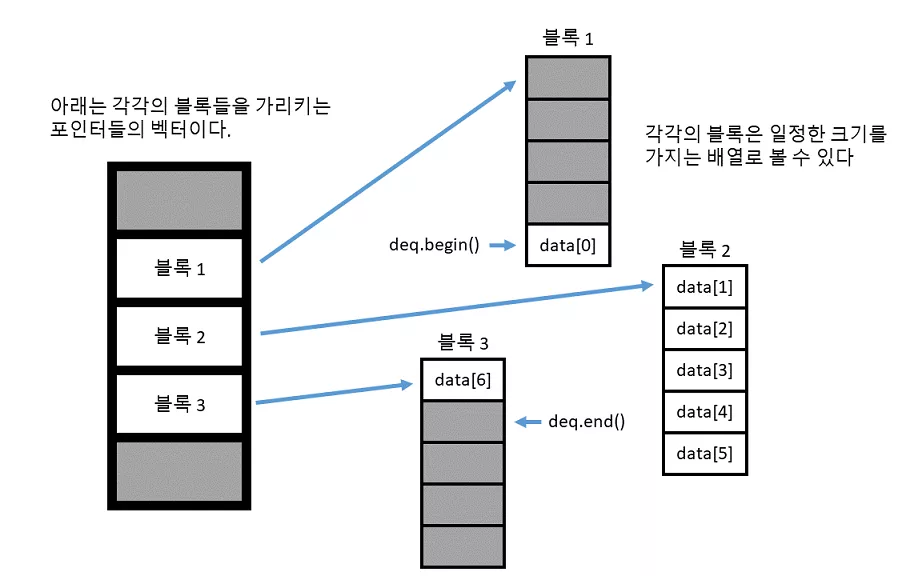 아래는 각각의 블록들을 가리키는
포인터들의 벡터이다.
블록 1
블록 2
블록 3
블록 1
deq.begin()
data[0]
각각의 블록은 일정한 크기를
가지는 배열로 볼 수 있다
블록 2
data[1]
data[2]
data[3]
data[4]
data[5]
블록 3
data[6]
deq.end()